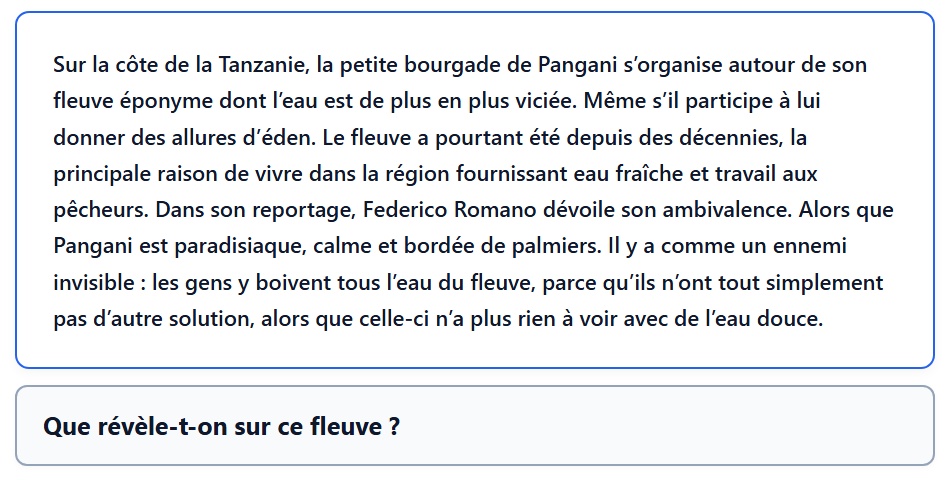 Sur la côte de la Tanzanie, la petite bourgade de Pangani s’organise autour de son
fleuve éponyme dont l’eau est de plus en plus viciée. Même s’il participe à lui
donner des allures d’éden. Le fleuve a pourtant été depuis des décennies, la
principale raison de vivre dans la région fournissant eau fraîche et travail aux
pêcheurs. Dans son reportage, Federico Romano dévoile son ambivalence. Alors que
Pangani est paradisiaque, calme et bordée de palmiers. Il y a comme un ennemi
invisible : les gens y boivent tous l’eau du fleuve, parce qu’ils n’ont tout simplement
pas d’autre solution, alors que celle-ci n’a plus rien à voir avec de l’eau douce.
Que révèle-t-on sur ce fleuve ?